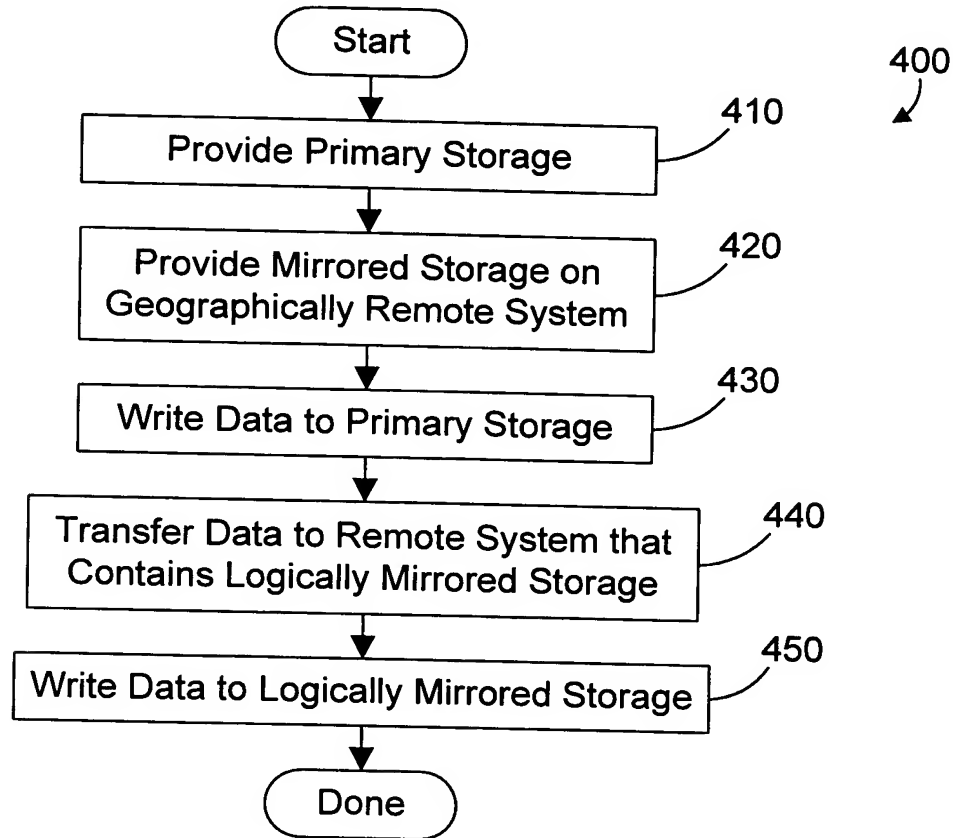 Start
400
410
Provide Primary Storage
420
Provide Mirrored Storage on
Geographically Remote System
430
Write Data to Primary Storage
440
Transfer Data to Remote System that
Contains Logically Mirrored Storage
450
Write Data to Logically Mirrored Storage
Done